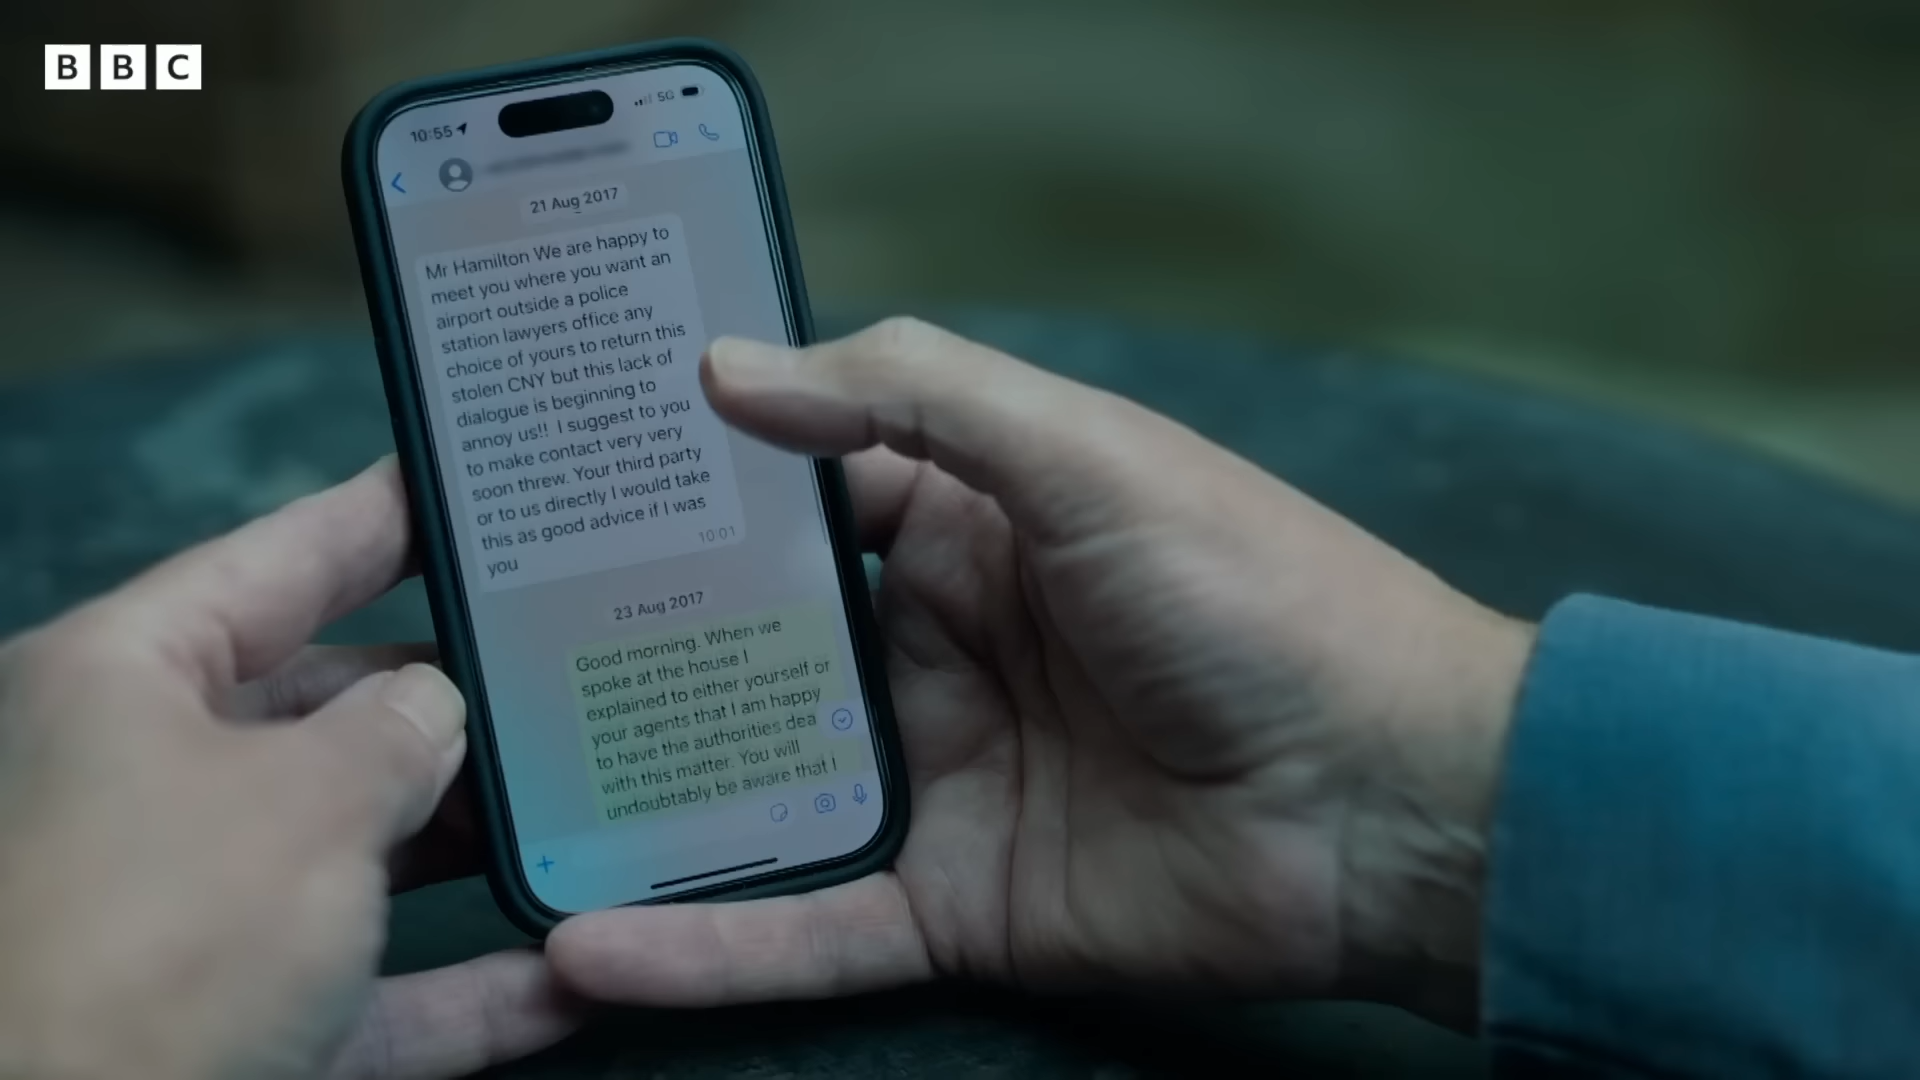 BBC
10:55
5G
21 Aug 2017
Mr Hamilton We are happy to
meet you where you want an
airport outside a police
station lawyers office any
choice of yours to return this
stolen CNY but this lack of
dialogue is beginning to
annoy us!! I suggest to you
to make contact very very
soon threw. Your third party
or to us directly I would take
this as good advice if I was
you
10:01
23 Aug 2017
Good morning. When we
spoke at the house I
explained to either yourself or
your agents that I am happy
to have the authorities dea
with this matter. You will
undoubtably be aware that I